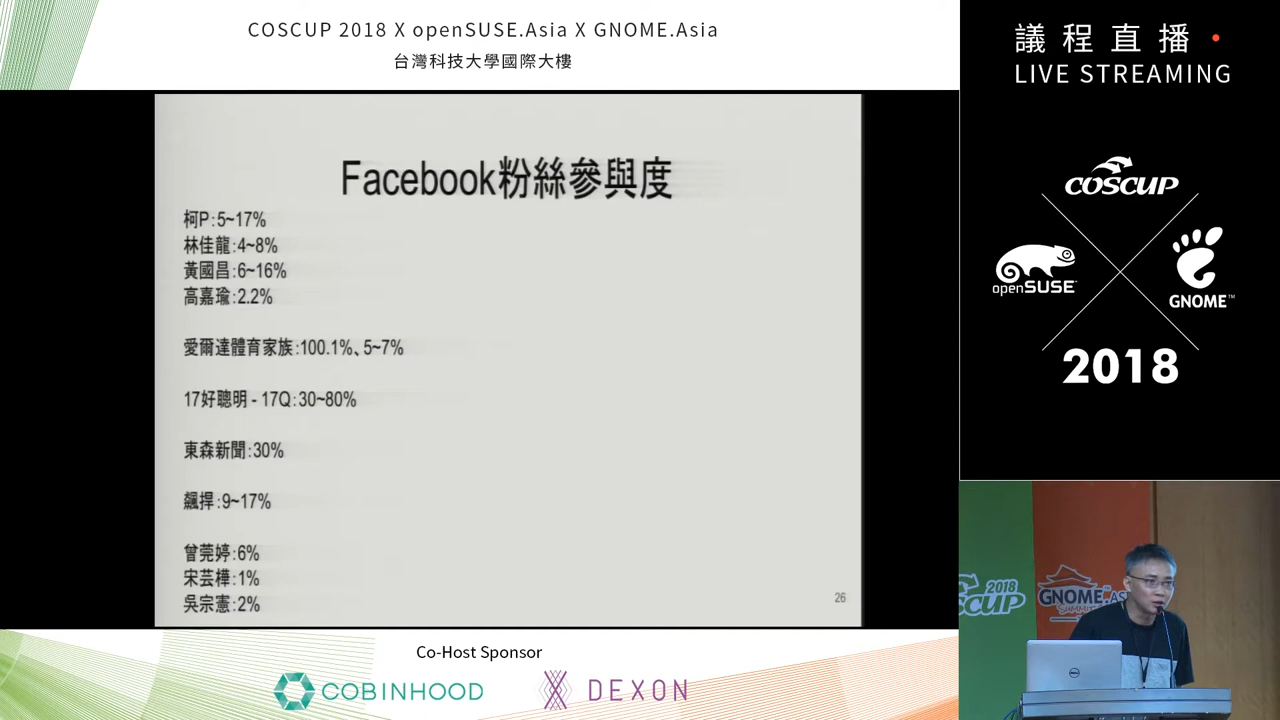 COSCUP 2018 X openSUSE.Asia X GNOME.Asia
台灣科技大學國際大樓
議程直播
LIVE STREAMING
Facebook粉絲參與度
柯P:5~17%
林佳龍:4~8%
黃國昌:6~16%
高嘉瑜:2.2%
愛爾達體育家族:100.1%、5~7%
17好聰明 - 17Q:30~80%
東森新聞:30%
飆捍:9~17%
曾莞婷:6%
宋芸樺:1%
吳宗憲:2%
26
COSCUP
openSUSE
GNOME™
2018
2018
GNOME
Co-Host Sponsor
COBINHOOD
DEXON